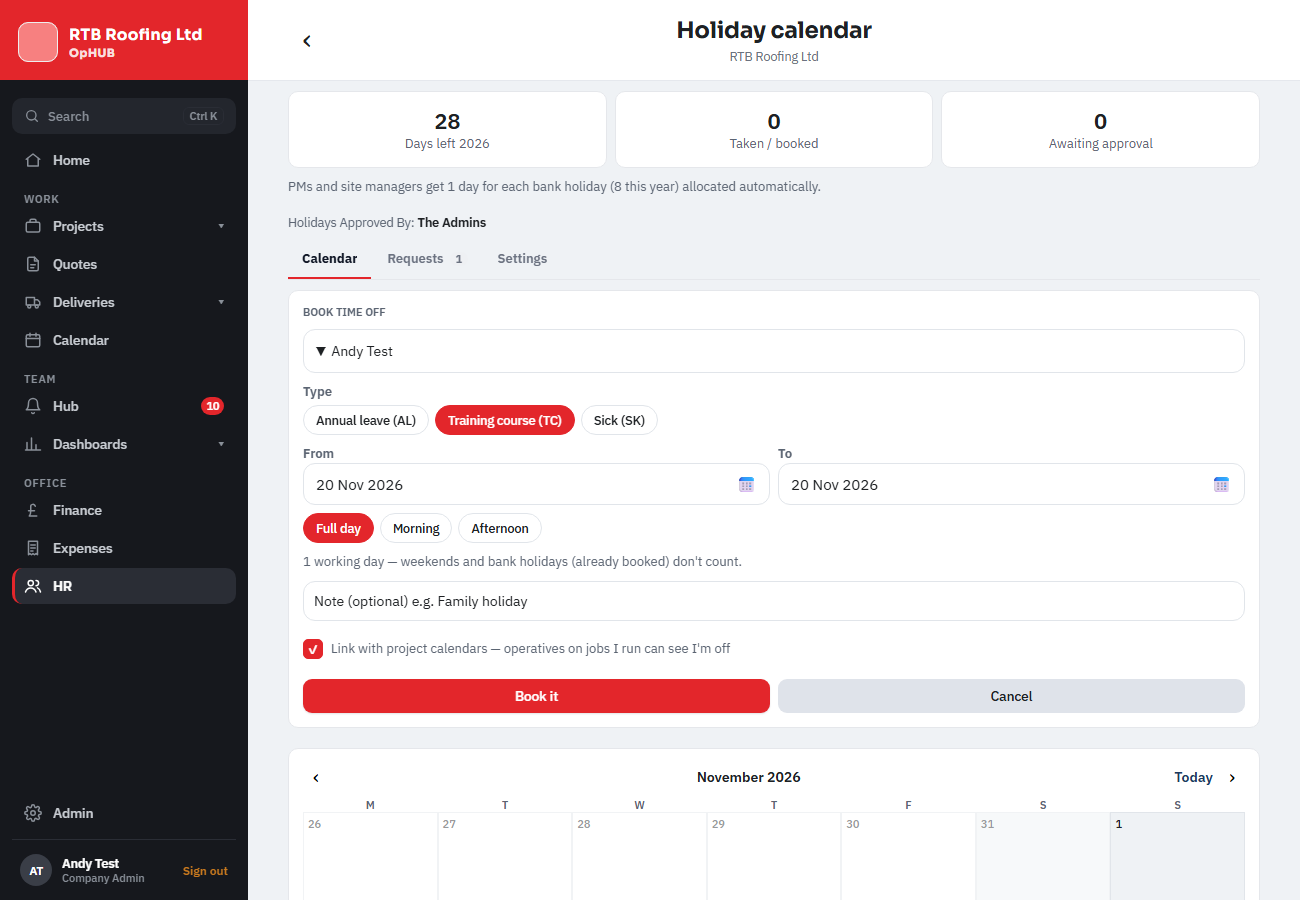 RTB Roofing Ltd
OpHUB
Search Ctrl K
Home
WORK
Projects
Quotes
Deliveries
Calendar
TEAM
Hub 10
Dashboards
OFFICE
Finance
Expenses
HR
Admin
AT Andy Test
Company Admin
Sign out
Holiday calendar
RTB Roofing Ltd
28
Days left 2026
0
Taken / booked
0
Awaiting approval
PMs and site managers get 1 day for each bank holiday (8 this year) allocated automatically.
Holidays Approved By: The Admins
Calendar Requests 1 Settings
BOOK TIME OFF
▼ Andy Test
Type
Annual leave (AL) Training course (TC) Sick (SK)
From To
20 Nov 2026 20 Nov 2026
Full day Morning Afternoon
1 working day — weekends and bank holidays (already booked) don't count.
Note (optional) e.g. Family holiday
Link with project calendars — operatives on jobs I run can see I'm off
Book it Cancel
November 2026 Today
M T W T F S S
26 27 28 29 30 31 1